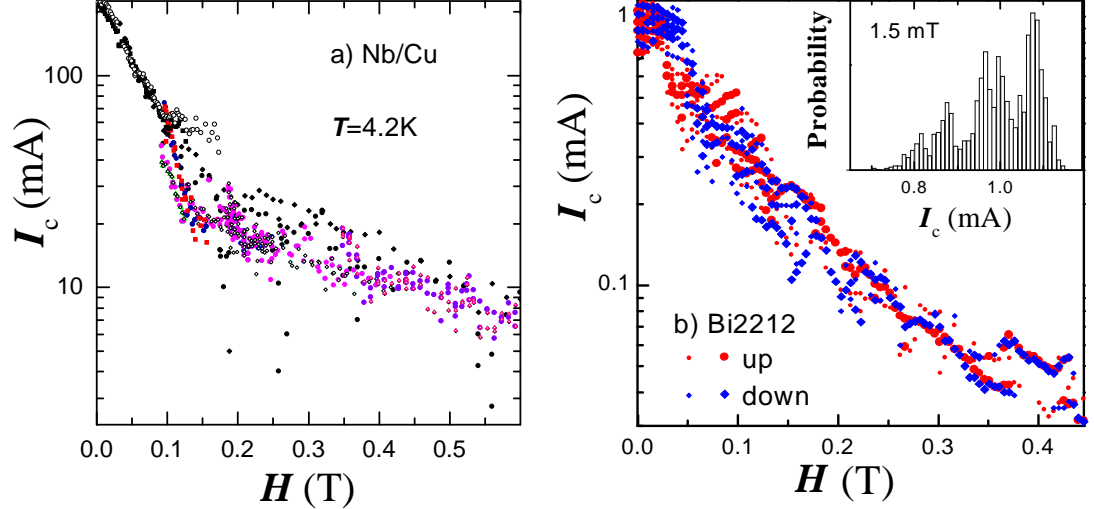 a) Nb/Cu
T=4.2K
100
10
I_c (mA)
0.0 0.1 0.2 0.3 0.4 0.5
H (T)
1
0.1
I_c (mA)
b) Bi2212
up
down
0.0 0.1 0.2 0.3 0.4
H (T)
1.5 mT
Probability
0.8 1.0
I_c (mA)